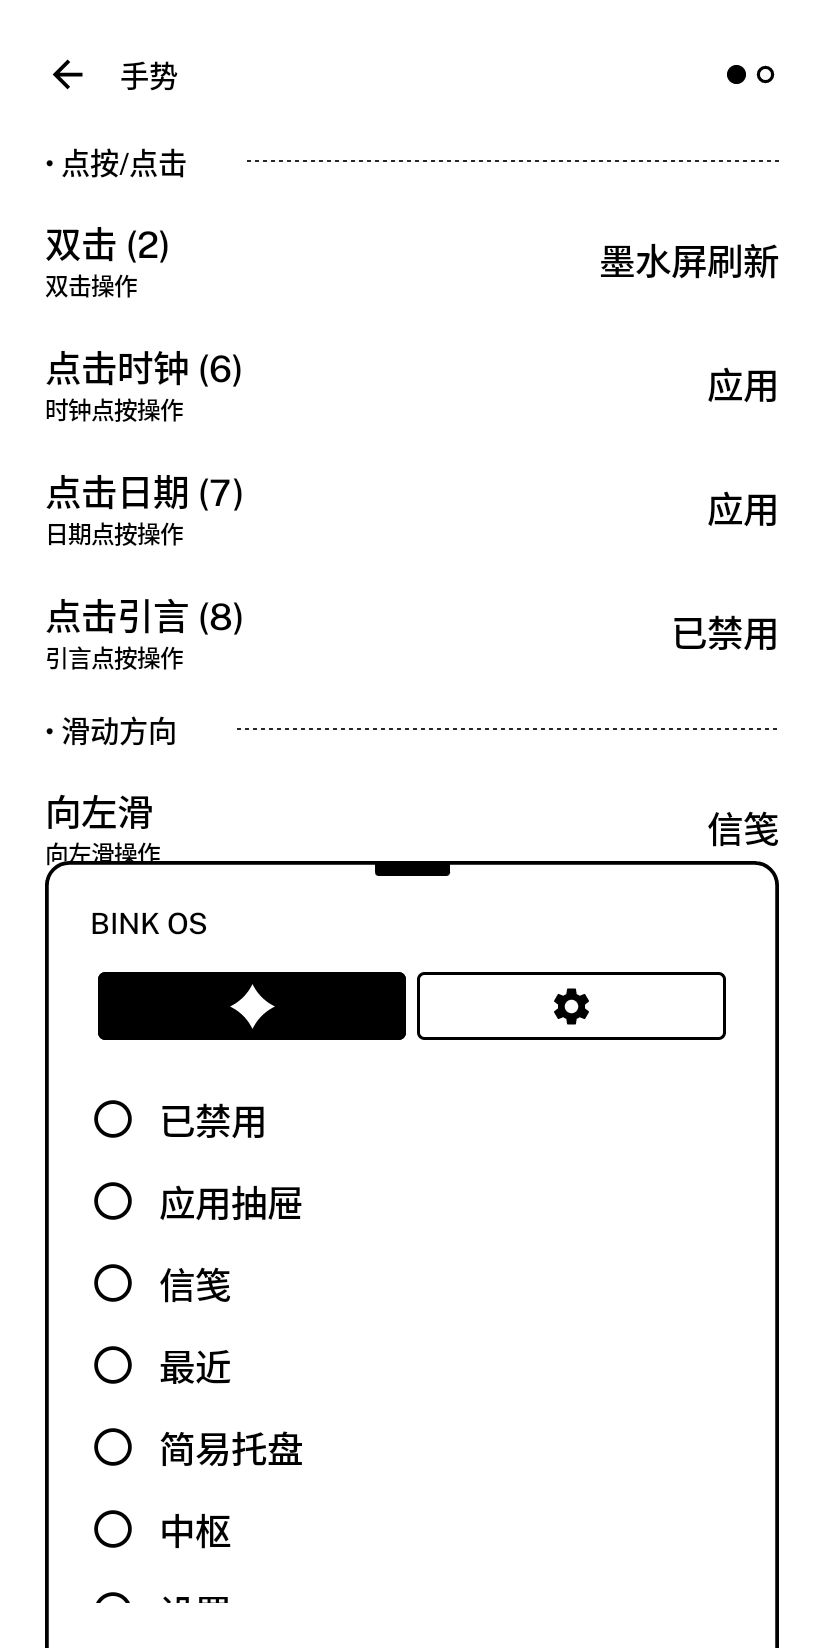 手势
• 点按/点击
双击 (2)
墨水屏刷新
双击操作
点击时钟 (6)
应用
时钟点按操作
点击日期 (7)
应用
日期点按操作
点击引言 (8)
已禁用
引言点按操作
• 滑动方向
向左滑
信笺
向左滑操作
BINK OS
已禁用
应用抽屉
信笺
最近
简易托盘
中枢
设置